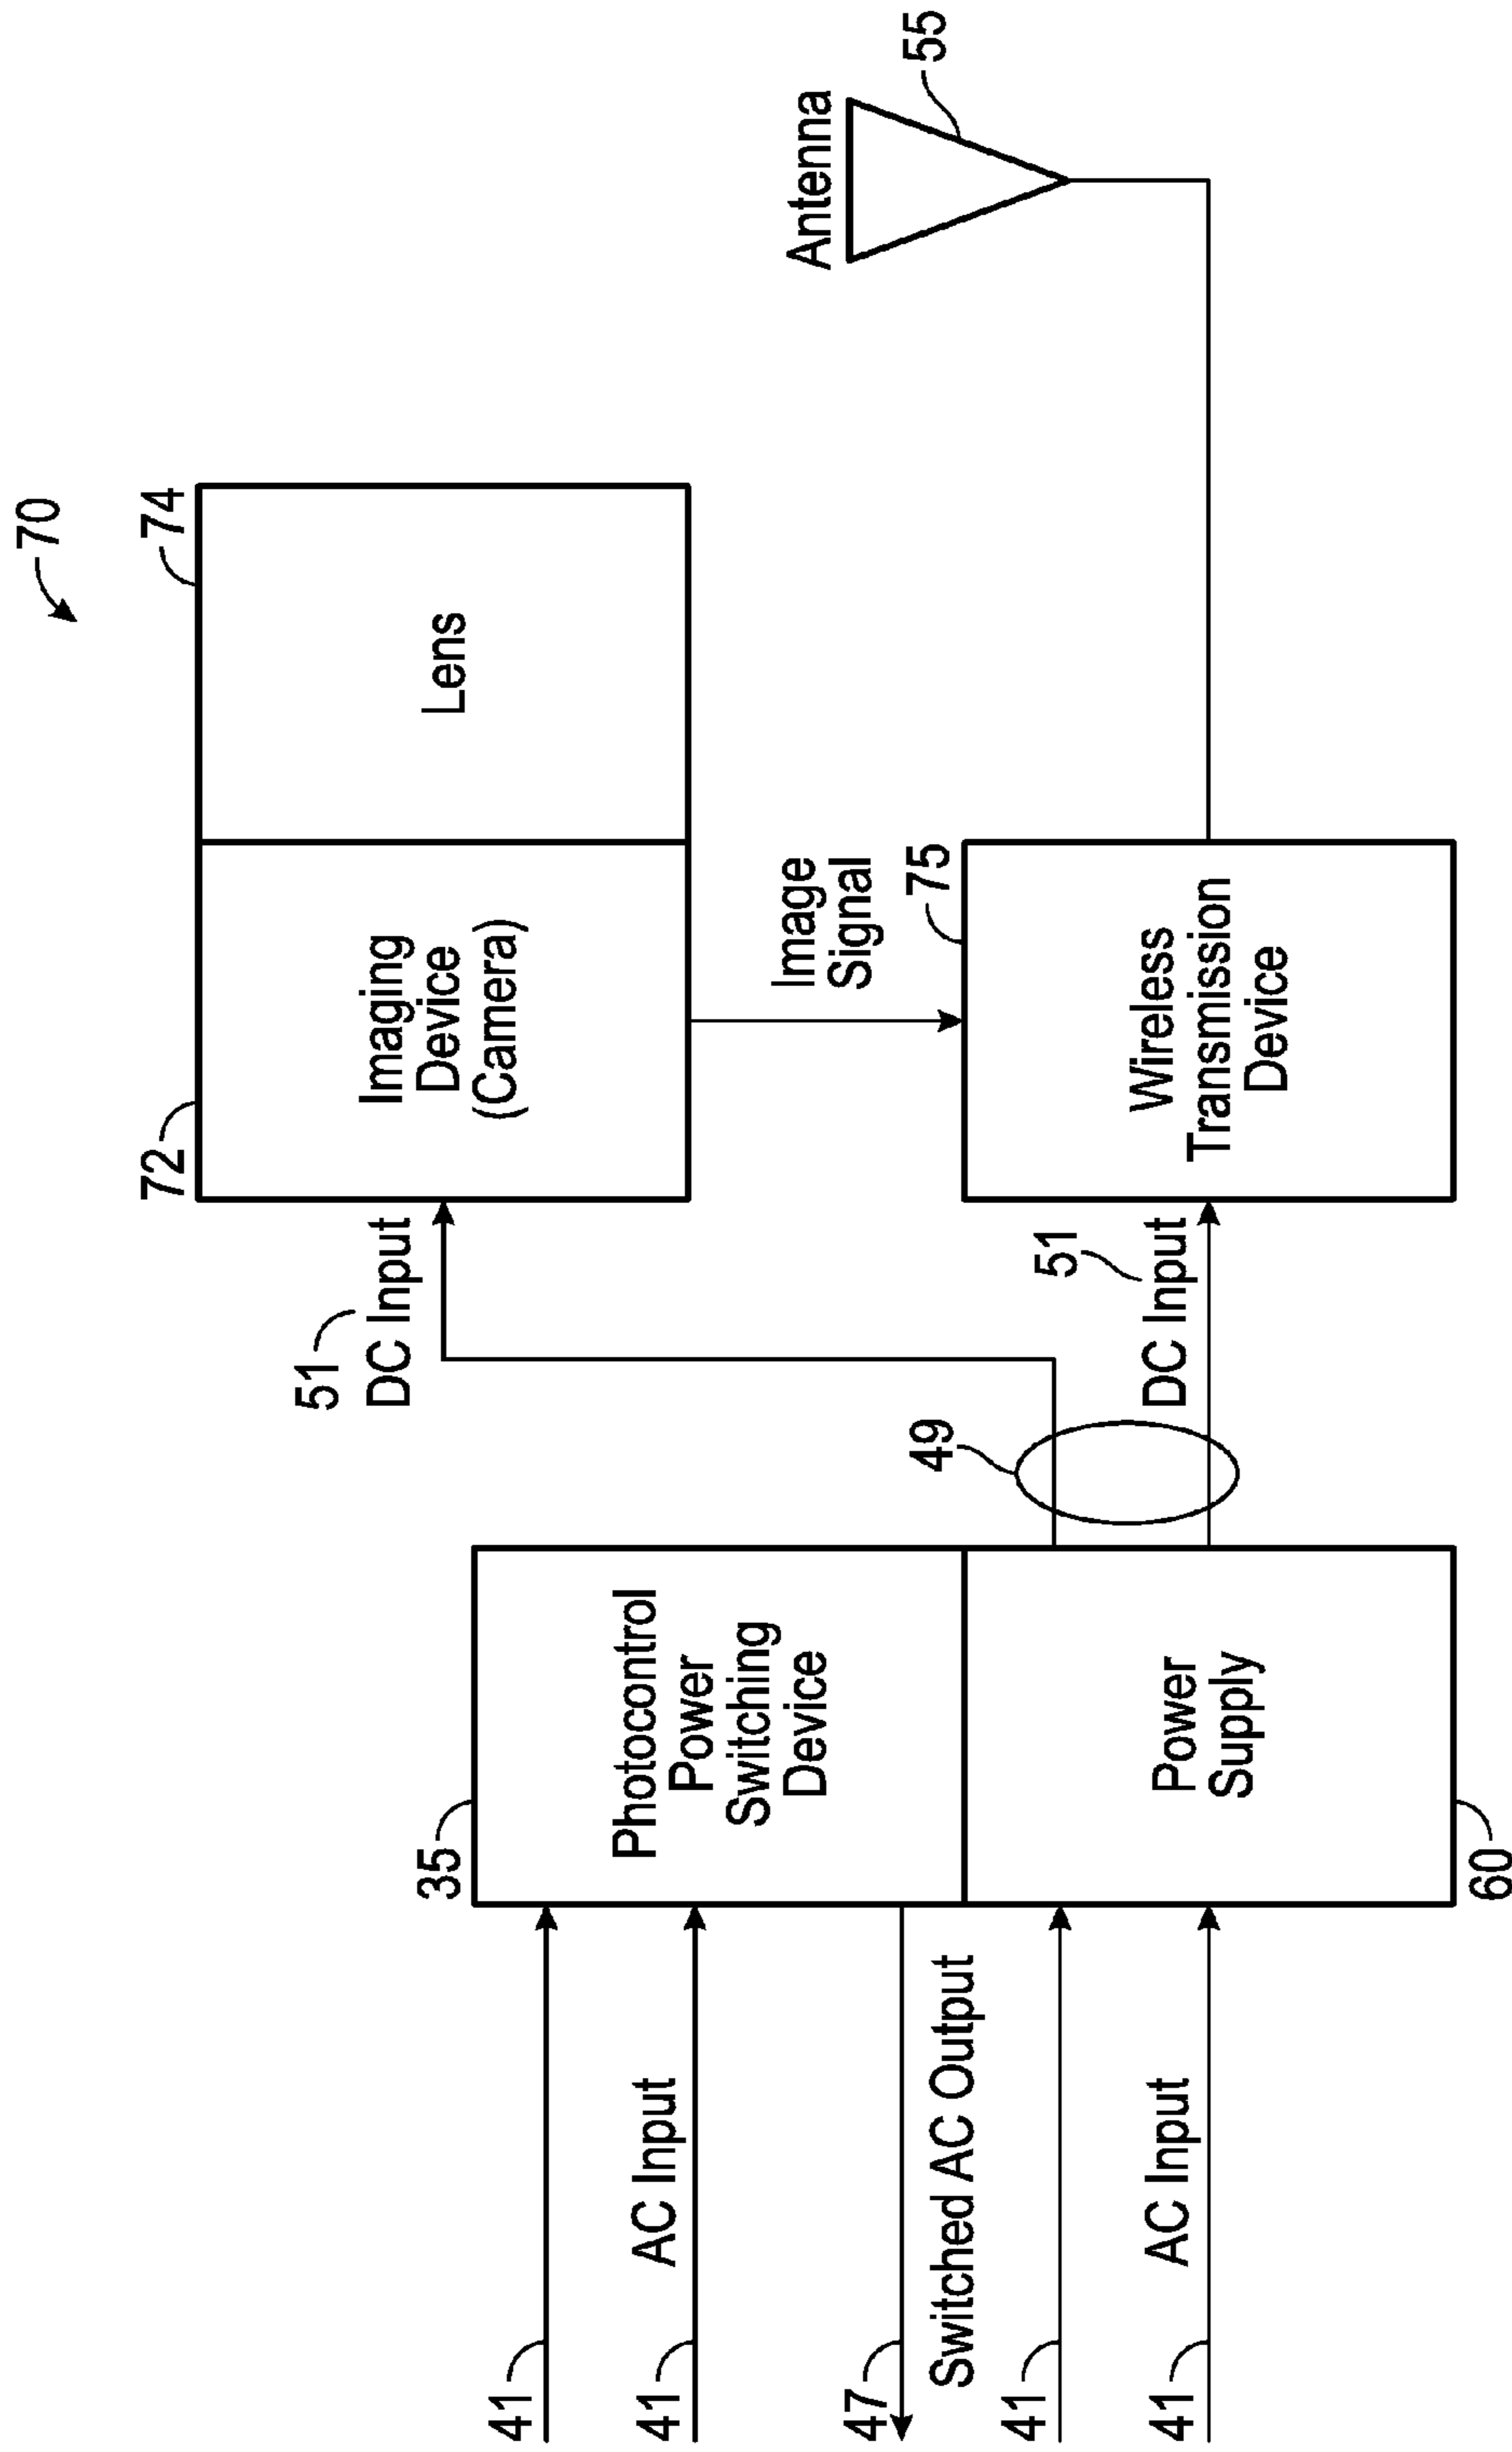 70
72
74
Imaging
Device
(Camera)
Lens
51
DC Input
Image
Signal
Antenna
55
35
Photocontrol
Power
Switching
Device
41
41
AC Input
47
Switched AC Output
49
51
DC Input
75
Wireless
Transmission
Device
41
41
AC Input
Power
Supply
60